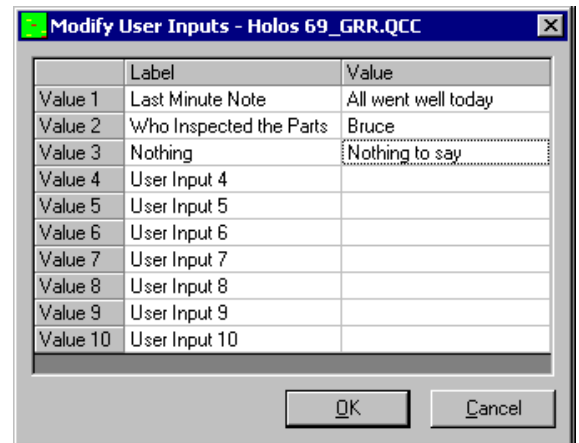 Modify User Inputs - Holos 69_GRR.QCC
Label Value
Value 1 Last Minute Note All went well today
Value 2 Who Inspected the Parts Bruce
Value 3 Nothing Nothing to say
Value 4 User Input 4
Value 5 User Input 5
Value 6 User Input 6
Value 7 User Input 7
Value 8 User Input 8
Value 9 User Input 9
Value 10 User Input 10
OK Cancel